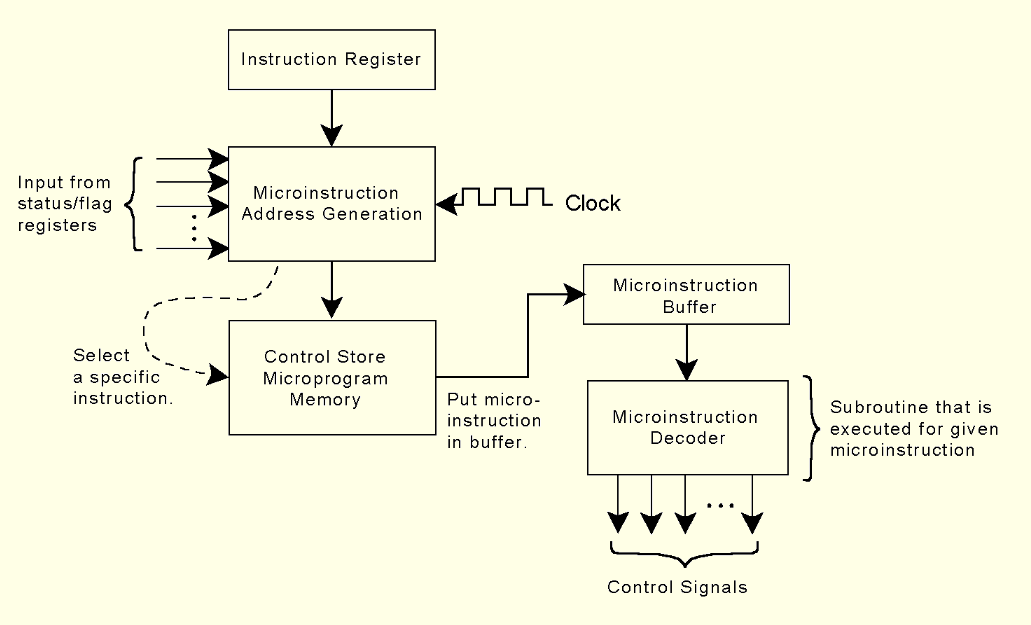 Instruction Register
Input from
status/flag
registers
Microinstruction
Address Generation
Clock
Select
a specific
instruction.
Control Store
Microprogram
Memory
Put micro-
instruction
in buffer.
Microinstruction
Buffer
Microinstruction
Decoder
Subroutine that is
executed for given
microinstruction
Control Signals